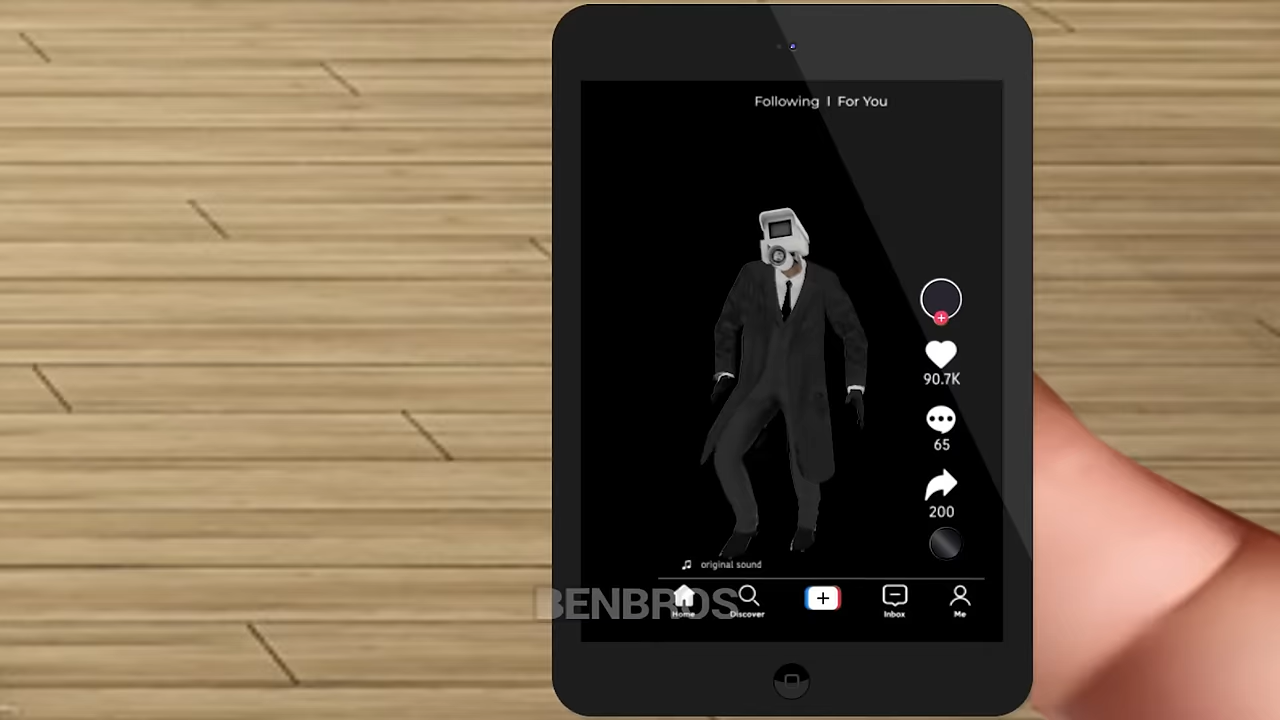 Following | For You
90.7K
65
200
original sound
BENBROS
Home
Discover
Inbox
Me